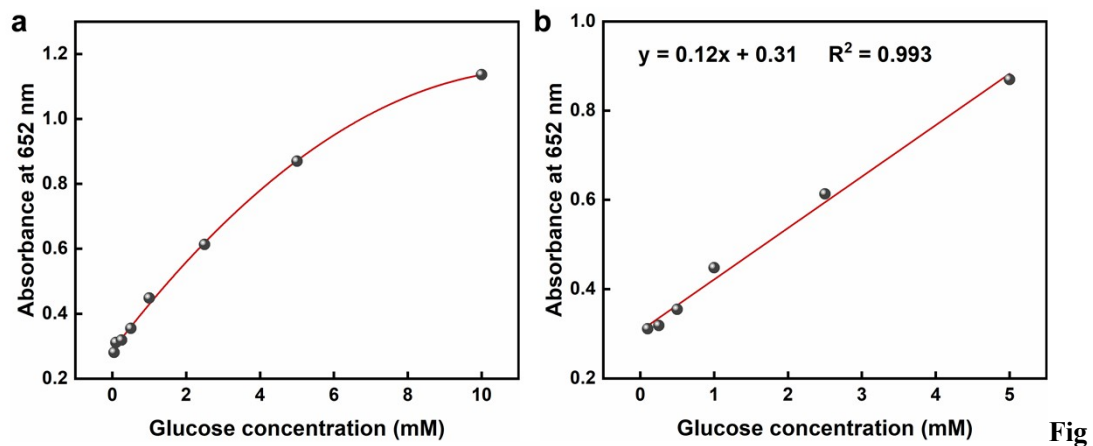 a
1.2
1.0
0.8
0.6
0.4
0.2
0 2 4 6 8 10
Absorbance at 652 nm
Glucose concentration (mM)
b
y = 0.12x + 0.31 R² = 0.993
1.0
0.8
0.6
0.4
0.2
0 1 2 3 4 5
Absorbance at 652 nm
Glucose concentration (mM)
Fig